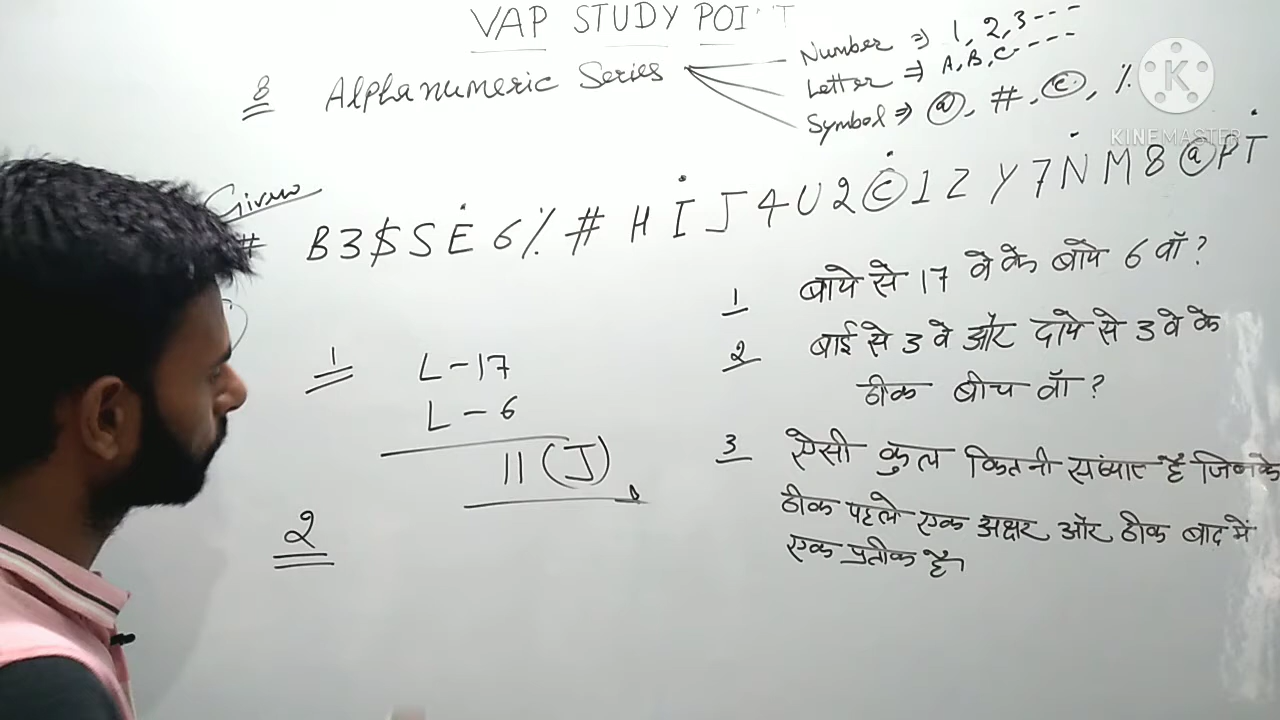 VAP STUDY POINT
8 Alphanumeric Series
Number ⇒ 1, 2, 3---
Letter ⇒ A, B, C----
Symbol ⇒ @, #, ©, %
KINEMASTER
Given
# B 3 $ S E 6 % # H I J 4 U 2 © 1 Z Y 7 N M 8 @ P T
1 बाये से 17 वे के बाये 6 वाॅ?
2 बाई से 3 वे और दाये से 3 वे के
ठीक बीच वाॅ?
3 ऐसी कुल कितनी संख्याए है जिनके
ठीक पहले एक अक्षर और ठीक बाद में
एक प्रतीक है।
1 L-17
L-6
11 (J)
2